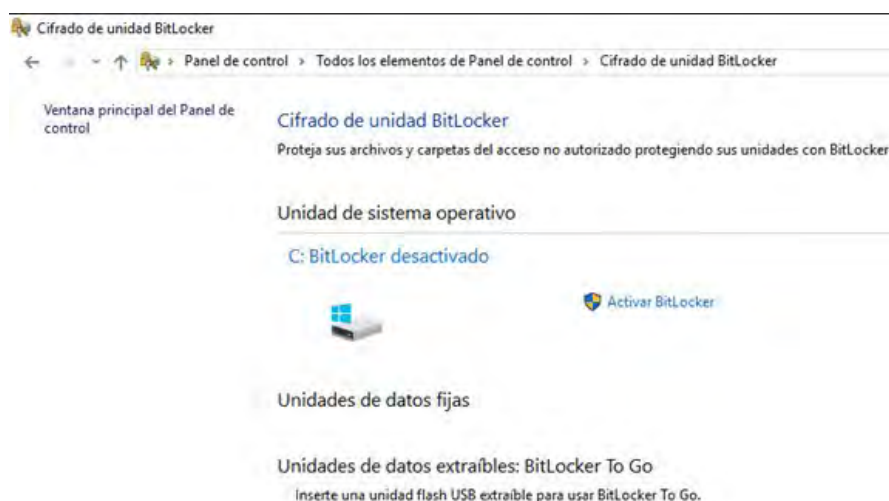 Cifrado de unidad BitLocker
Panel de control > Todos los elementos de Panel de control > Cifrado de unidad BitLocker
Ventana principal del Panel de
control
Cifrado de unidad BitLocker
Proteja sus archivos y carpetas del acceso no autorizado protegiendo sus unidades con BitLocker
Unidad de sistema operativo
C: BitLocker desactivado
Activar BitLocker
Unidades de datos fijas
Unidades de datos extraíbles: BitLocker To Go
Inserte una unidad flash USB extraíble para usar BitLocker To Go.